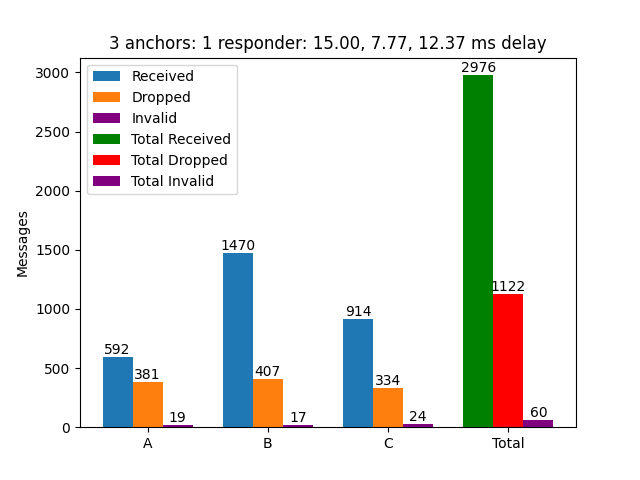 3 anchors: 1 responder: 15.00, 7.77, 12.37 ms delay
Messages
3000
2500
2000
1500
1000
500
0
Received
Dropped
Invalid
Total Received
Total Dropped
Total Invalid
592
381
19
1470
407
17
914
334
24
2976
1122
60
A
B
C
Total